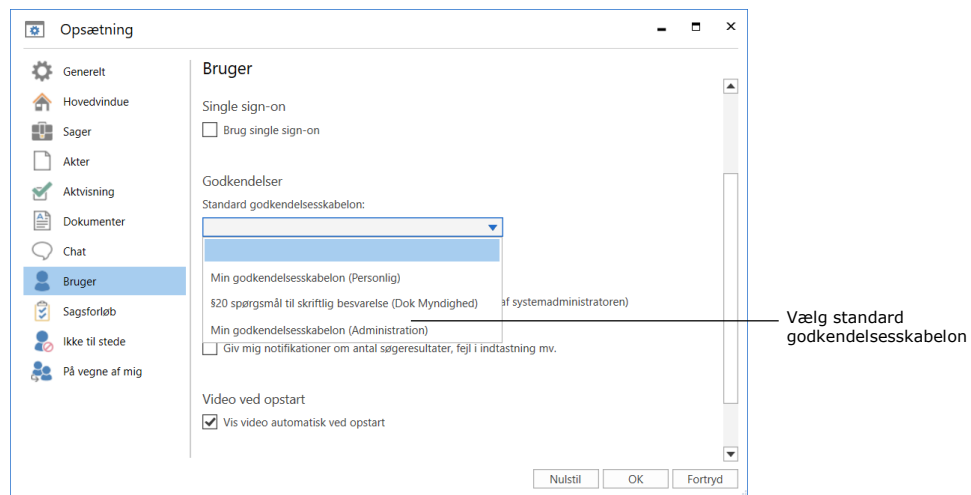 Opsætning
Generelt
Hovedvindue
Sager
Akter
Aktvisning
Dokumenter
Chat
Bruger
Sagsforløb
Ikke til stede
På vegne af mig
Bruger
Single sign-on
Brug single sign-on
Godkendelser
Standard godkendelsesskabelon:
Min godkendelsesskabelon (Personlig)
§20 spørgsmål til skriftlig besvarelse (Dok Myndighed)
af systemadministratoren)
Min godkendelsesskabelon (Administration)
Giv mig notifikationer om antal søgeresultater, fejl i indtastning mv.
Video ved opstart
Vis video automatisk ved opstart
Nulstil
OK
Fortryd
Vælg standard
godkendelsesskabelon